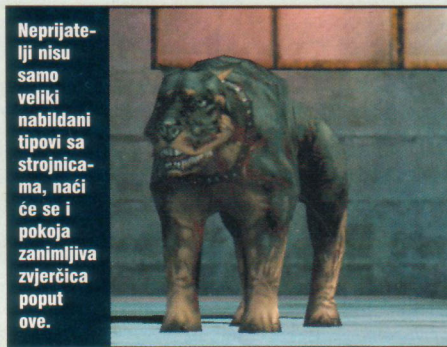 Neprijate-
lji nisu
samo
veliki
nabildani
tipovi sa
strojnica-
ma, naći
će se i
pokoja
zanimljiva
zvjerčica
poput
ove.